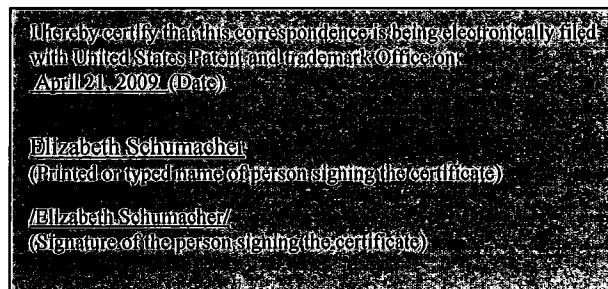 I hereby certify that this correspondence is being electronically filed
with United States Patent and trademark Office on:
April 21, 2009 (Date)
Elizabeth Schumacher
(Printed or typed name of person signing the certificate)
/Elizabeth Schumacher/
(Signature of the person signing the certificate)